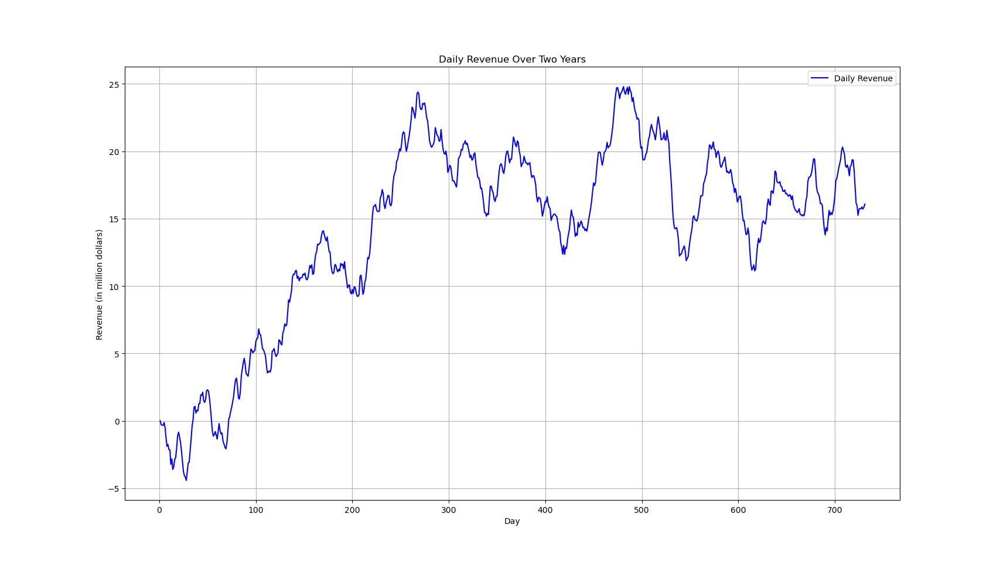 Daily Revenue Over Two Years
Daily Revenue
Revenue (in million dollars)
25
20
15
10
5
0
−5
0 100 200 300 400 500 600 700
Day